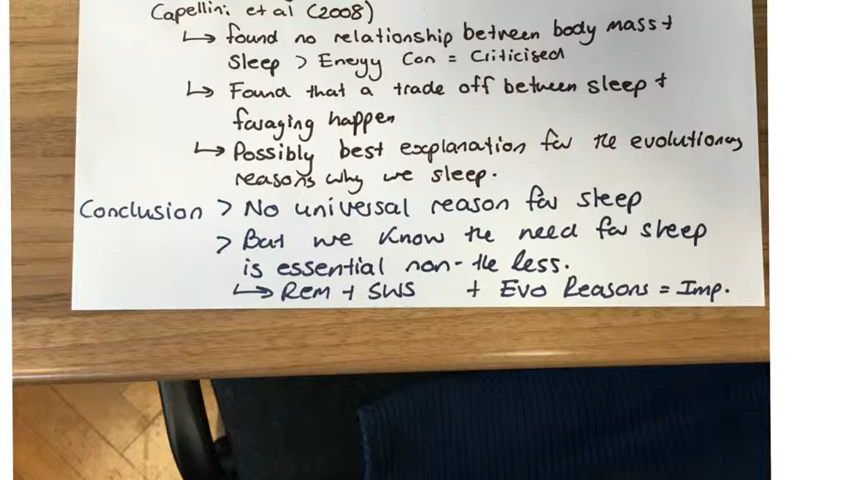 Capellini et al (2008)
↳ found no relationship between body mass +
Sleep > Energy Con = Criticised
↳ Found that a trade off between sleep +
foraging happen
↳ Possibly best explanation for the evolutionary
reasons why we sleep.
Conclusion > No universal reason for sleep
> But we know the need for sleep
is essential non-the less.
↳ Rem + SWS + Evo Reasons = Imp.